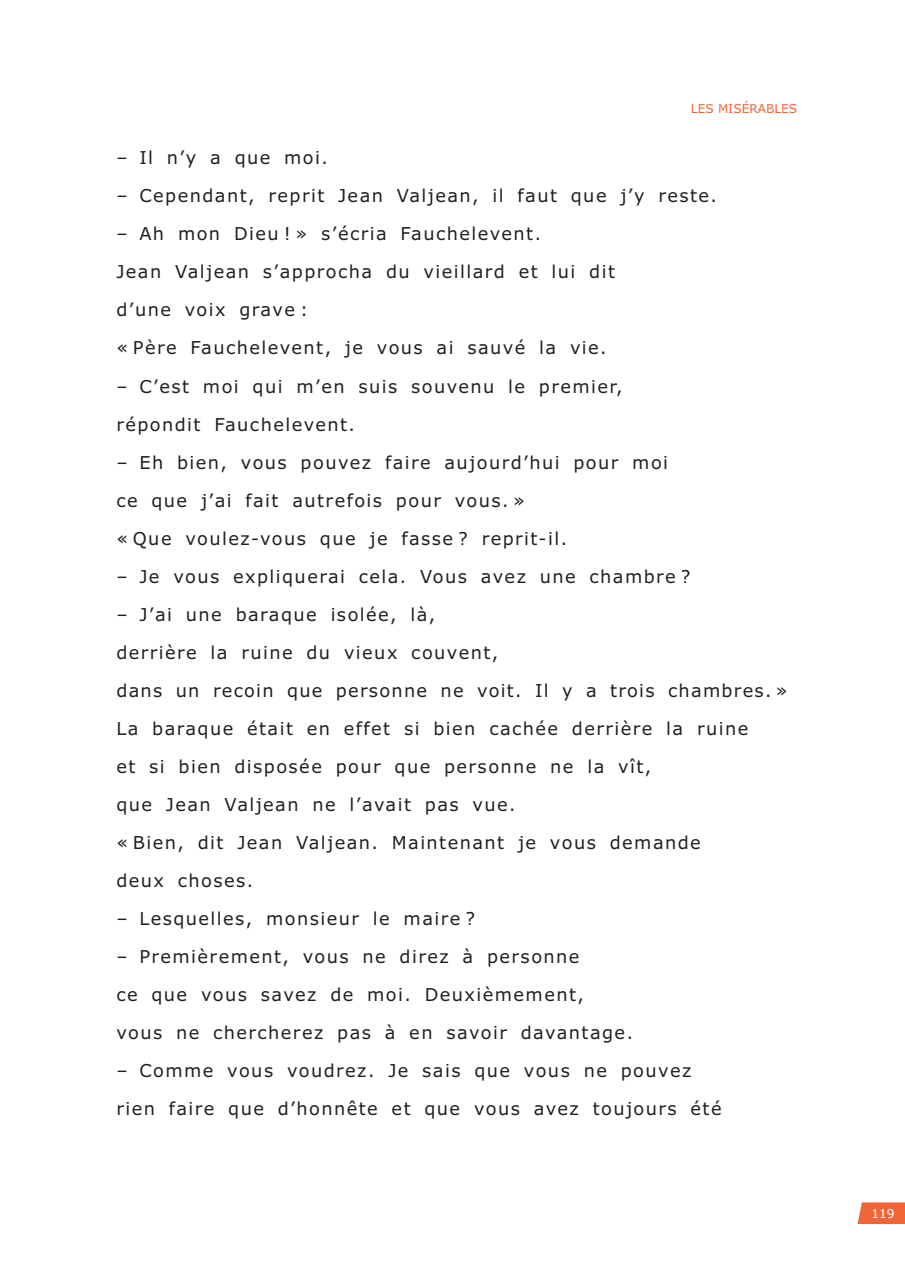 LES MISÉRABLES
– Il n’y a que moi.
– Cependant, reprit Jean Valjean, il faut que j’y reste.
– Ah mon Dieu ! » s’écria Fauchelevent.
Jean Valjean s’approcha du vieillard et lui dit
d’une voix grave :
« Père Fauchelevent, je vous ai sauvé la vie.
– C’est moi qui m’en suis souvenu le premier,
répondit Fauchelevent.
– Eh bien, vous pouvez faire aujourd’hui pour moi
ce que j’ai fait autrefois pour vous. »
« Que voulez-vous que je fasse ? reprit-il.
– Je vous expliquerai cela. Vous avez une chambre ?
– J’ai une baraque isolée, là,
derrière la ruine du vieux couvent,
dans un recoin que personne ne voit. Il y a trois chambres. »
La baraque était en effet si bien cachée derrière la ruine
et si bien disposée pour que personne ne la vît,
que Jean Valjean ne l’avait pas vue.
« Bien, dit Jean Valjean. Maintenant je vous demande
deux choses.
– Lesquelles, monsieur le maire ?
– Premièrement, vous ne direz à personne
ce que vous savez de moi. Deuxièmement,
vous ne chercherez pas à en savoir davantage.
– Comme vous voudrez. Je sais que vous ne pouvez
rien faire que d’honnête et que vous avez toujours été
119